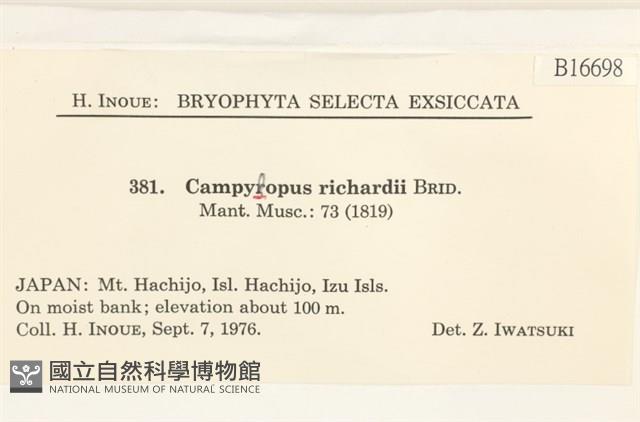 B16698
H. INOUE: BRYOPHYTA SELECTA EXSICCATA
381. Campylopus richardii BRID.
Mant. Musc.: 73 (1819)
JAPAN: Mt. Hachijo, Isl. Hachijo, Izu Isls.
On moist bank; elevation about 100 m.
Coll. H. INOUE, Sept. 7, 1976. Det. Z. IWATSUKI
國立自然科學博物館
NATIONAL MUSEUM OF NATURAL SCIENCE